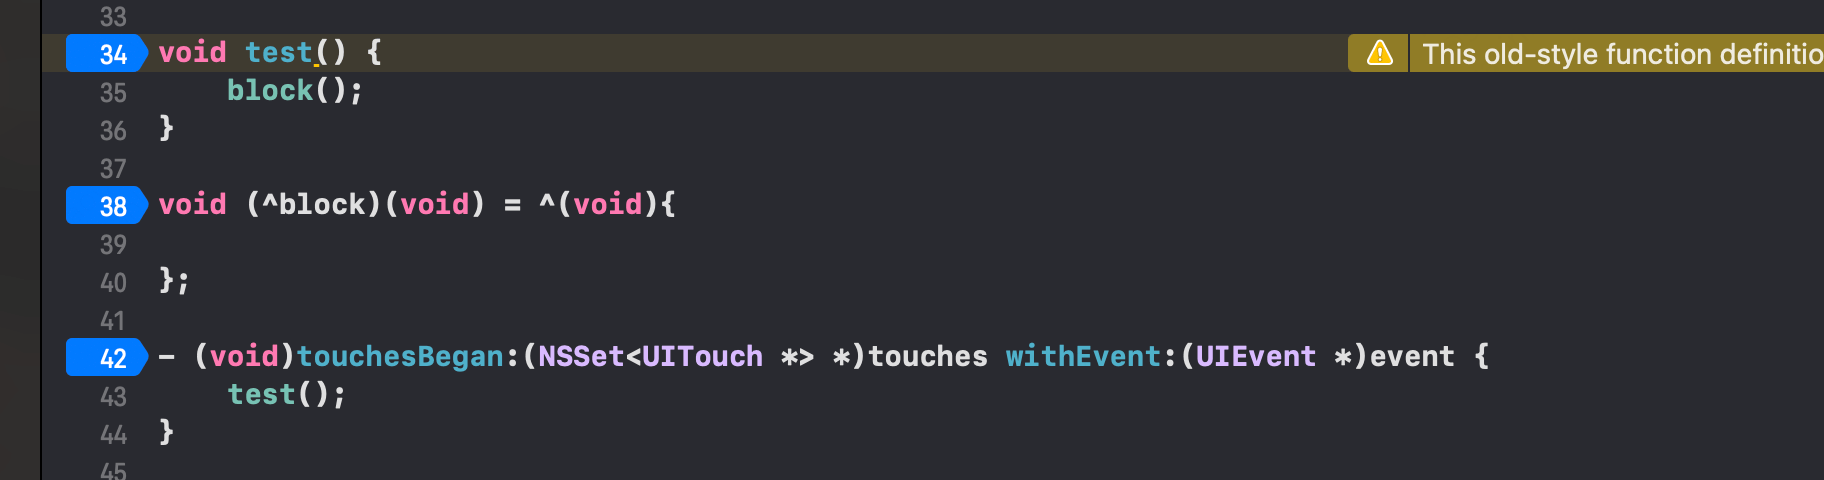 33
34 void test() { This old-style function definitio
35 block();
36 }
37
38 void (^block)(void) = ^(void){
39
40 };
41
42 - (void)touchesBegan:(NSSet<UITouch *> *)touches withEvent:(UIEvent *)event {
43 test();
44 }
45